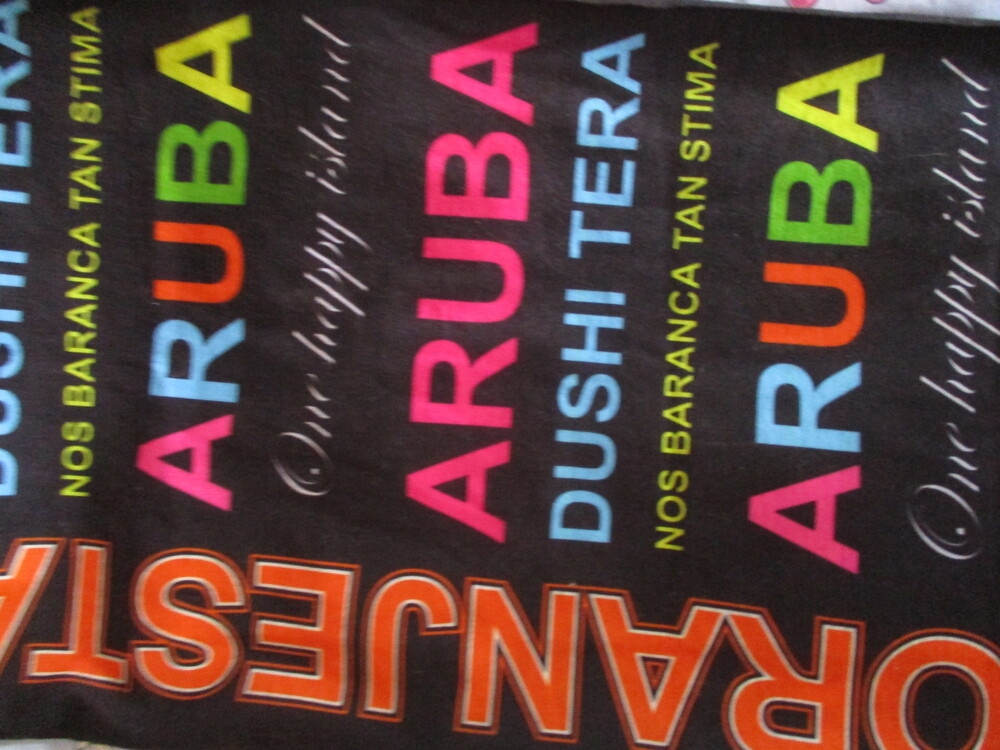 DUSHI TERA
NOS BARANCA TAN STIMA
ARUBA
One happy island
ARUBA
DUSHI TERA
NOS BARANCA TAN STIMA
ARUBA
One happy island
ORANJESTA